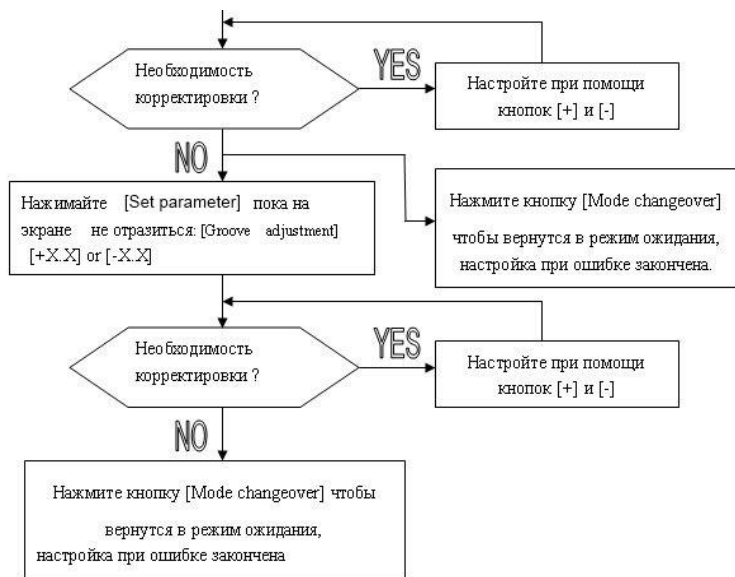 Необходимость
корректировки ?
YES
Настройте при помощи
кнопок [+] и [-]
NO
Нажимайте [Set parameter] пока на
экране не отразиться: [Groove adjustment]
[+X.X] or [-X.X]
Нажмите кнопку [Mode changeover]
чтобы вернутся в режим ожидания,
настройка при ошибке закончена.
Необходимость
корректировки ?
YES
Настройте при помощи
кнопок [+] и [-]
NO
Нажмите кнопку [Mode changeover] чтобы
вернутся в режим ожидания,
настройка при ошибке закончена